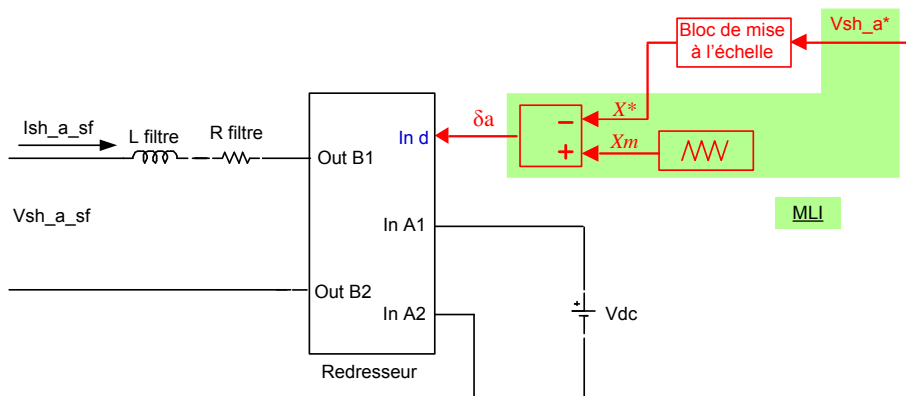 Vsh_a*
Bloc de mise
à l'échelle
X*
δa
Ish_a_sf
L filtre
R filtre
In d
−
Out B1
+
Xm
Vsh_a_sf
MLI
In A1
Out B2
In A2
+
Vdc
Redresseur